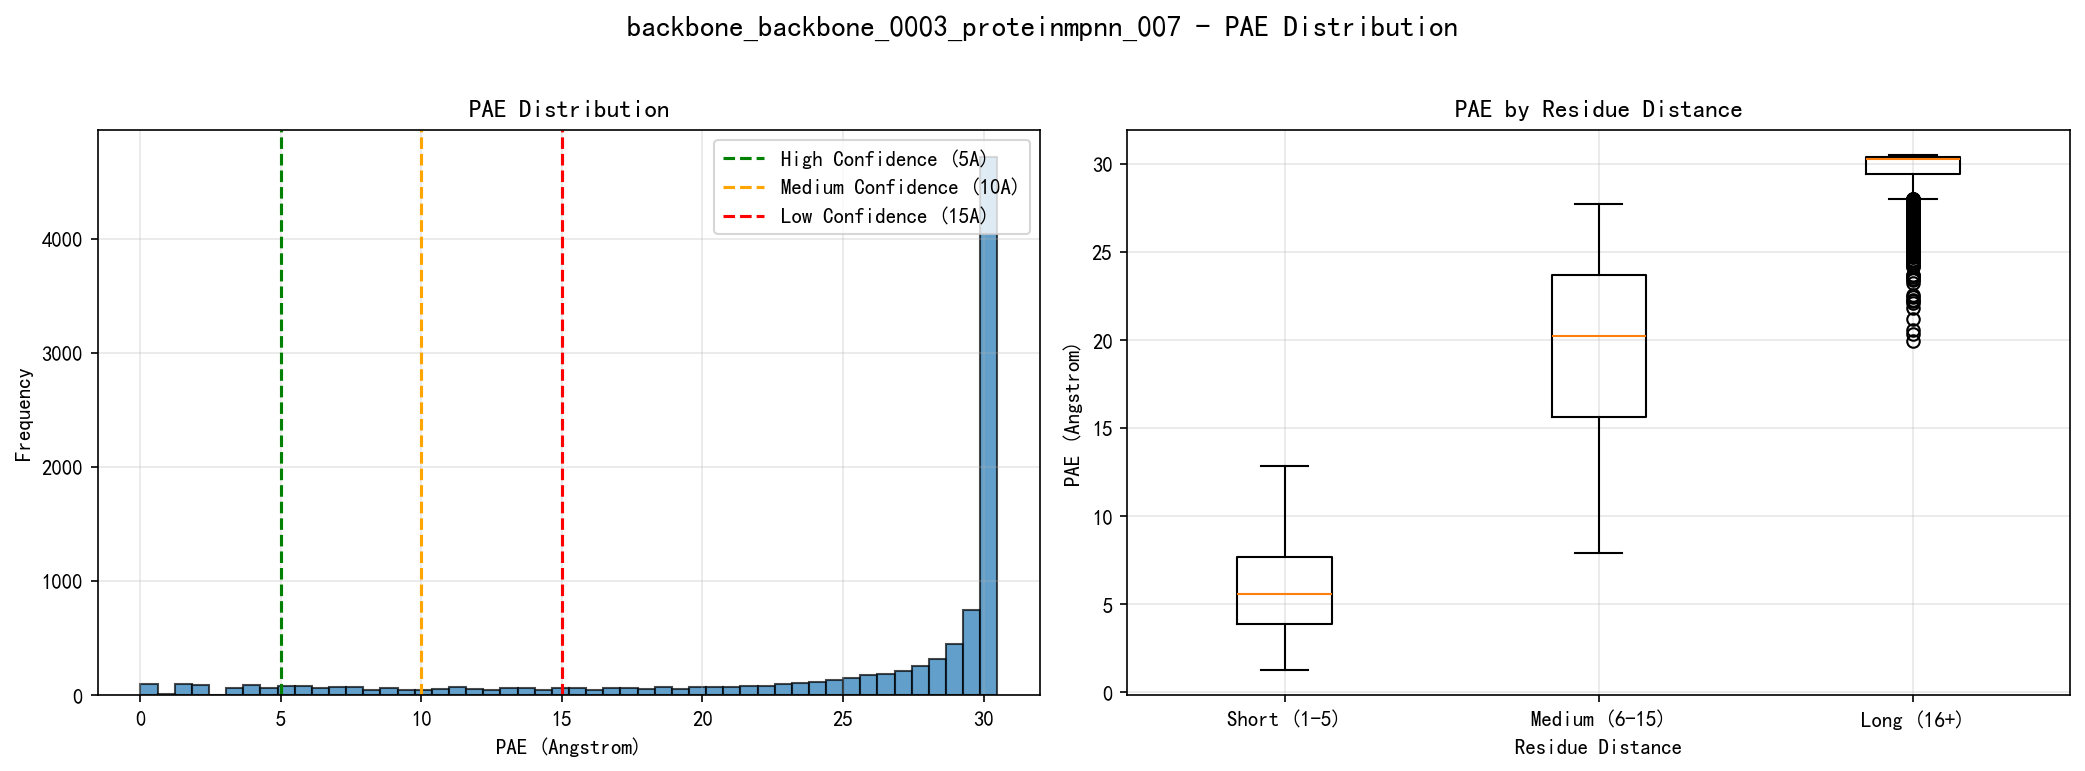 backbone_backbone_0003_proteinmpnn_007 - PAE Distribution
PAE Distribution
Frequency
4000
3000
2000
1000
0
High Confidence (5A)
Medium Confidence (10A)
Low Confidence (15A)
0 5 10 15 20 25 30
PAE (Angstrom)
PAE by Residue Distance
PAE (Angstrom)
30
25
20
15
10
5
0
Short (1-5) Medium (6-15) Long (16+)
Residue Distance